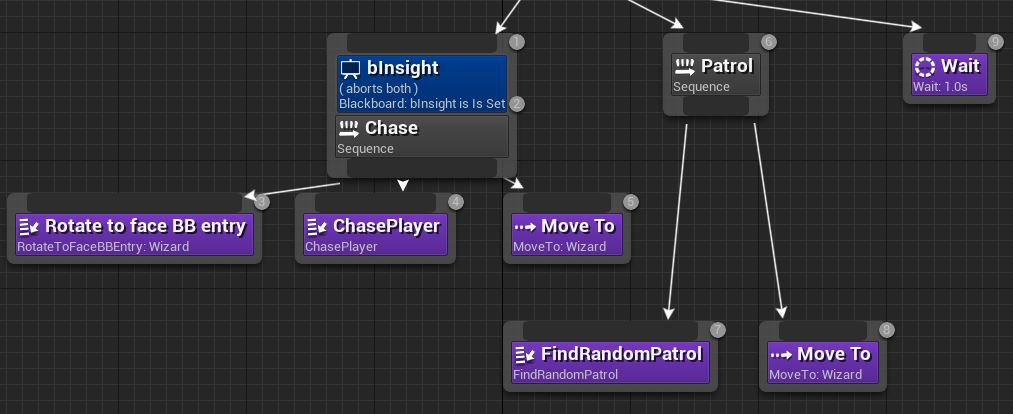 1
bInsight
( aborts both )
Blackboard: bInsight is Is Set
2
Chase
Sequence
6
Patrol
Sequence
9
Wait
Wait: 1.0s
3
Rotate to face BB entry
RotateToFaceBBEntry: Wizard
4
ChasePlayer
ChasePlayer
5
Move To
MoveTo: Wizard
7
FindRandomPatrol
FindRandomPatrol
8
Move To
MoveTo: Wizard